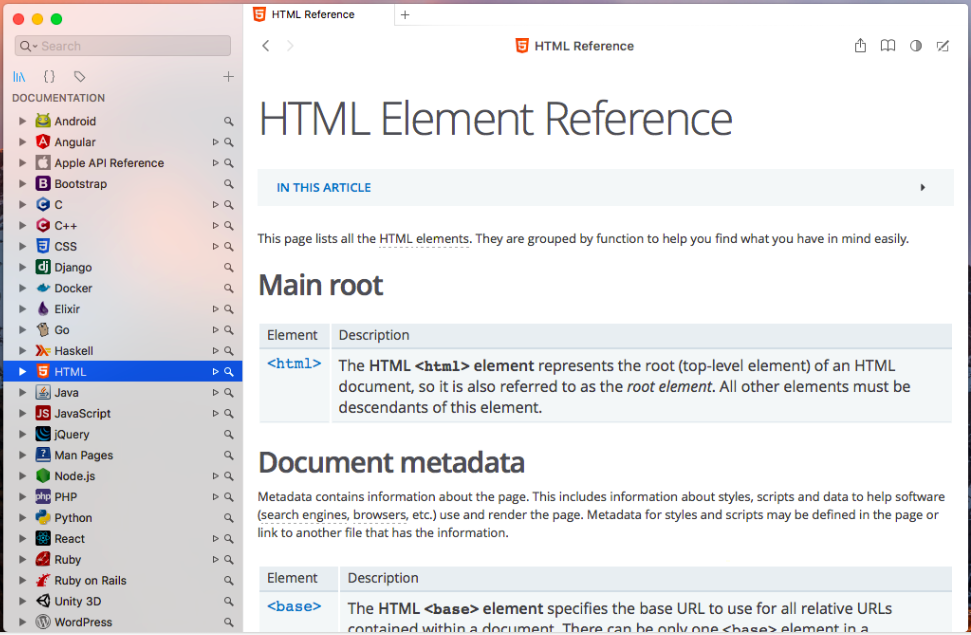 HTML Reference
Search
HTML Reference
DOCUMENTATION
Android
Angular
Apple API Reference
Bootstrap
C
C++
CSS
Django
Docker
Elixir
Go
Haskell
HTML
Java
JavaScript
jQuery
Man Pages
Node.js
PHP
Python
React
Ruby
Ruby on Rails
Unity 3D
WordPress
HTML Element Reference
IN THIS ARTICLE
This page lists all the HTML elements. They are grouped by function to help you find what you have in mind easily.
Main root
Element Description
<html> The HTML <html> element represents the root (top-level element) of an HTML
document, so it is also referred to as the root element. All other elements must be
descendants of this element.
Document metadata
Metadata contains information about the page. This includes information about styles, scripts and data to help software
(search engines, browsers, etc.) use and render the page. Metadata for styles and scripts may be defined in the page or
link to another file that has the information.
Element Description
<base> The HTML <base> element specifies the base URL to use for all relative URLs
contained within a document. There can be only one <base> element in a